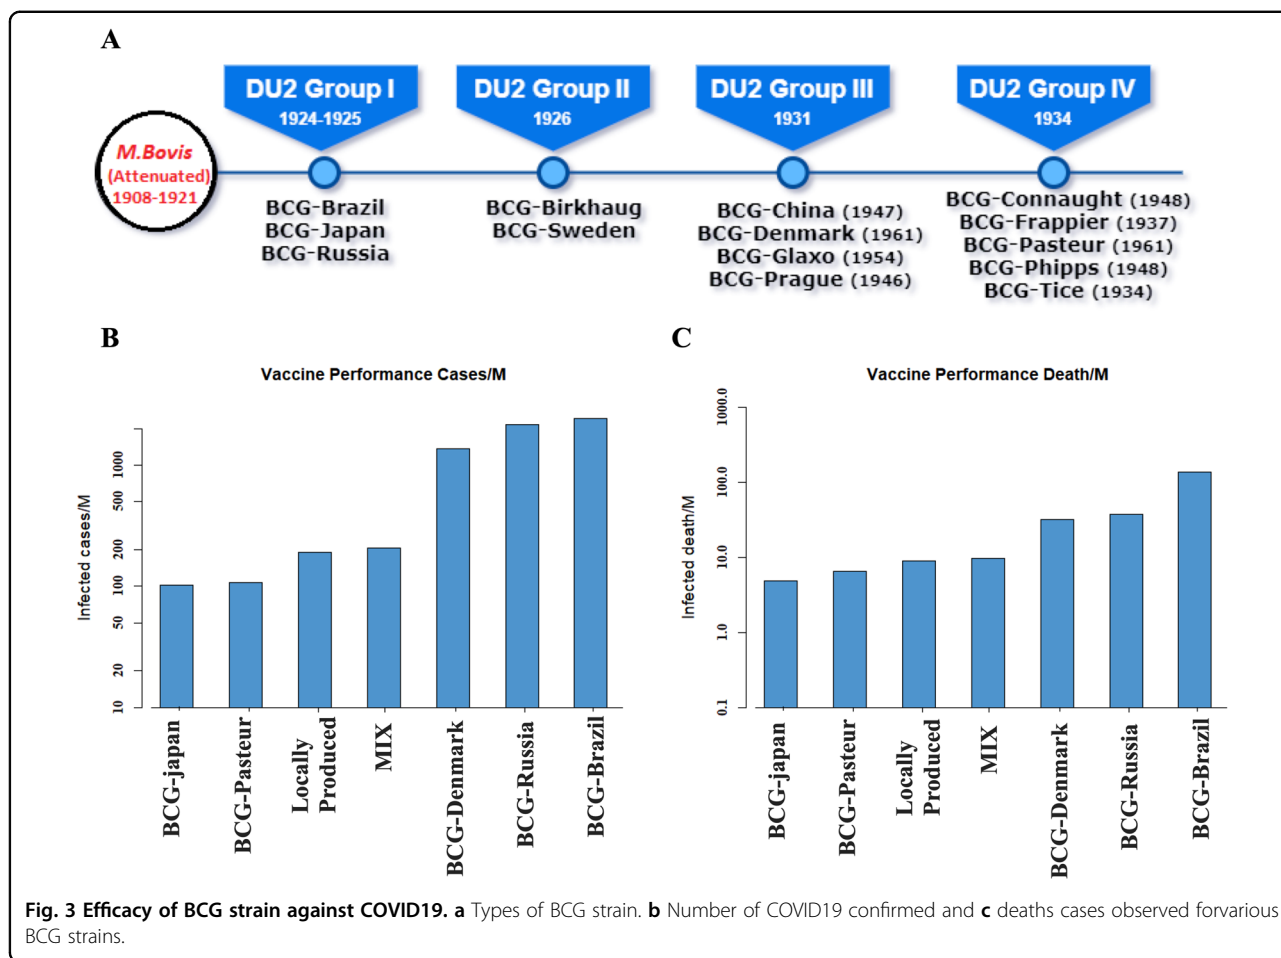 A
M.Bovis
(Attenuated)
1908-1921
DU2 Group I
1924-1925
BCG-Brazil
BCG-Japan
BCG-Russia
DU2 Group II
1926
BCG-Birkhaug
BCG-Sweden
DU2 Group III
1931
BCG-China (1947)
BCG-Denmark (1961)
BCG-Glaxo (1954)
BCG-Prague (1946)
DU2 Group IV
1934
BCG-Connaught (1948)
BCG-Frappier (1937)
BCG-Pasteur (1961)
BCG-Phipps (1948)
BCG-Tice (1934)
B
Vaccine Performance Cases/M
Infected cases/M
1000
500
200
100
50
20
10
BCG-japan
BCG-Pasteur
Locally
Produced
MIX
BCG-Denmark
BCG-Russia
BCG-Brazil
C
Vaccine Performance Death/M
Infected death/M
1000.0
100.0
10.0
1.0
0.1
BCG-japan
BCG-Pasteur
Locally
Produced
MIX
BCG-Denmark
BCG-Russia
BCG-Brazil
Fig. 3 Efficacy of BCG strain against COVID19. a Types of BCG strain. b Number of COVID19 confirmed and c deaths cases observed forvarious
BCG strains.